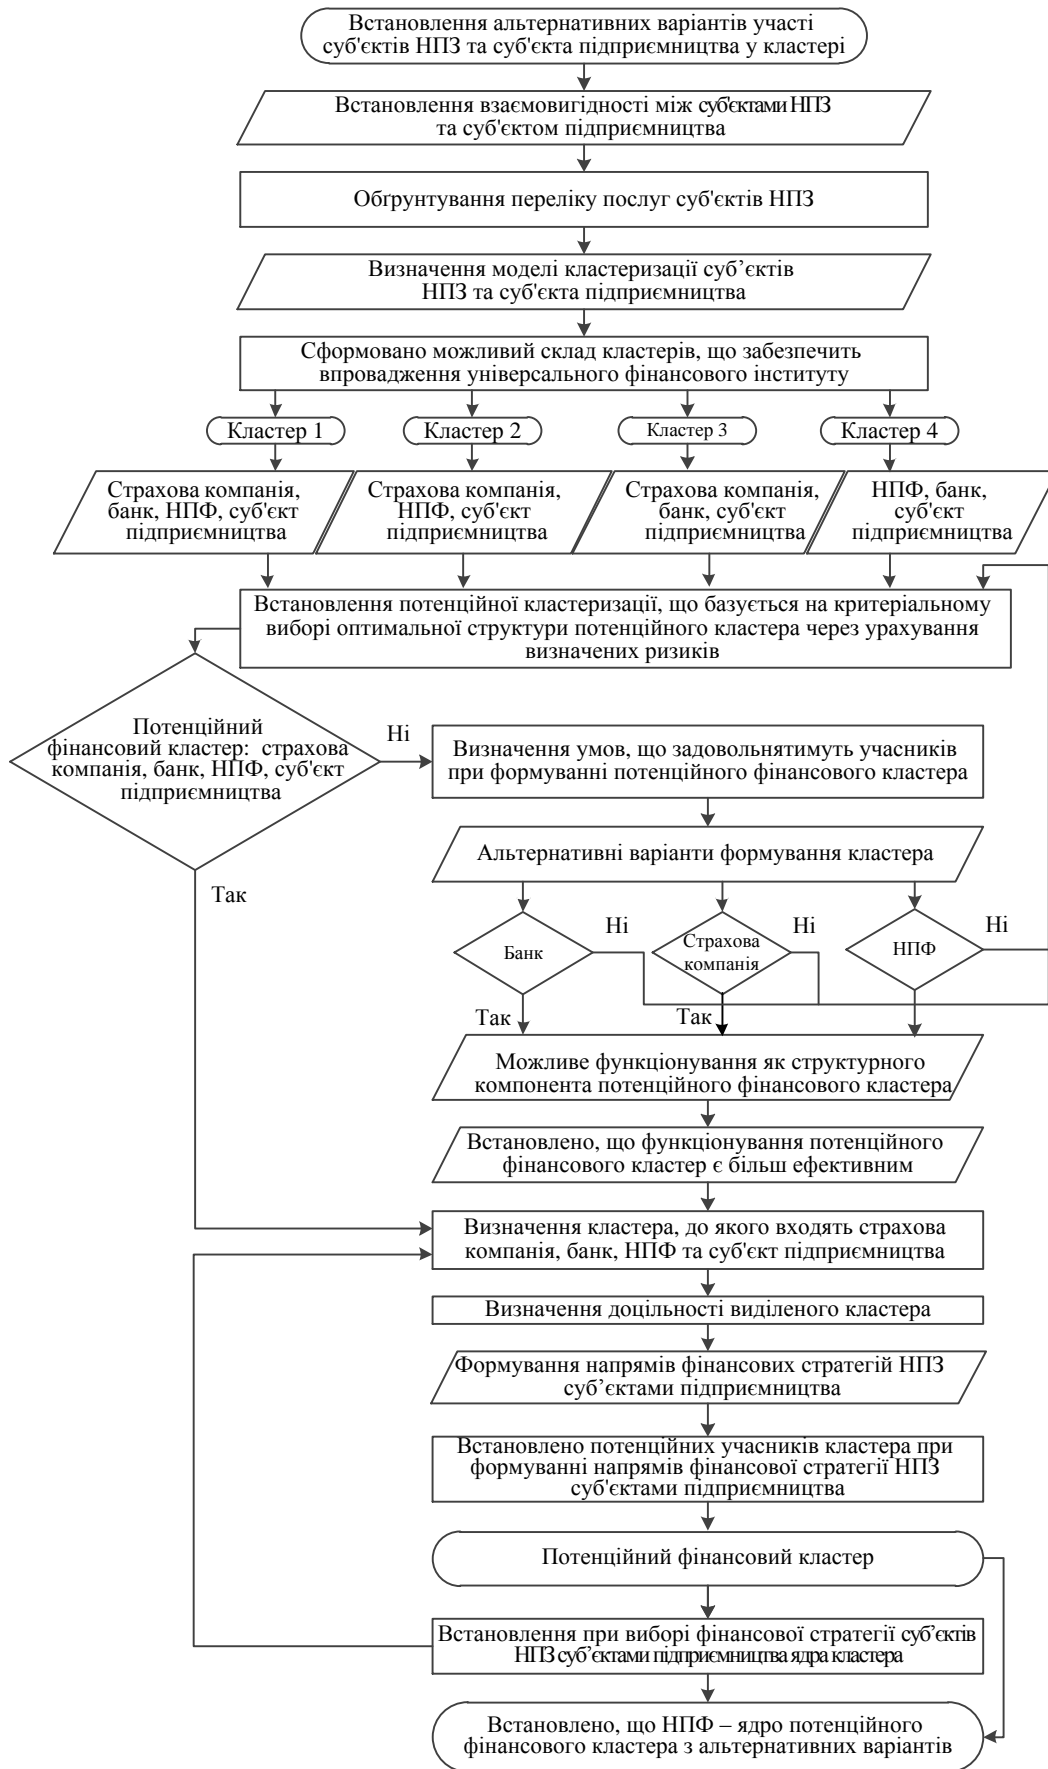 Встановлення альтернативних варіантів участі
суб'єктів НПЗ та суб'єкта підприємництва у кластері
Встановлення взаємовигідності між суб'єктами НПЗ
та суб'єктом підприємництва
Обґрунтування переліку послуг суб'єктів НПЗ
Визначення моделі кластеризації суб’єктів
НПЗ та суб'єкта підприємництва
Сформовано можливий склад кластерів, що забезпечить
впровадження універсального фінансового інституту
Кластер 1
Кластер 2
Кластер 3
Кластер 4
Страхова компанія,
банк, НПФ, суб'єкт
підприємництва
Страхова компанія,
НПФ, суб'єкт
підприємництва
Страхова компанія,
банк, суб'єкт
підприємництва
НПФ, банк,
суб'єкт
підприємництва
Встановлення потенційної кластеризації, що базується на критеріальному
виборі оптимальної структури потенційного кластера через урахування
визначених ризиків
Потенційний
фінансовий кластер: страхова
компанія, банк, НПФ, суб'єкт
підприємництва
Ні
Визначення умов, що задовольнятимуть учасників
при формуванні потенційного фінансового кластера
Альтернативні варіанти формування кластера
Так
Банк
Ні
Страхова
компанія
Ні
НПФ
Ні
Так
Так
Можливе функціонування як структурного
компонента потенційного фінансового кластера
Встановлено, що функціонування потенційного
фінансового кластер є більш ефективним
Визначення кластера, до якого входять страхова
компанія, банк, НПФ та суб'єкт підприємництва
Визначення доцільності виділеного кластера
Формування напрямів фінансових стратегій НПЗ
суб’єктами підприємництва
Встановлено потенційних учасників кластера при
формуванні напрямів фінансової стратегії НПЗ
суб'єктами підприємництва
Потенційний фінансовий кластер
Встановлення при виборі фінансової стратегії суб’єктів
НПЗ суб’єктами підприємництва ядра кластера
Встановлено, що НПФ – ядро потенційного
фінансового кластера з альтернативних варіантів